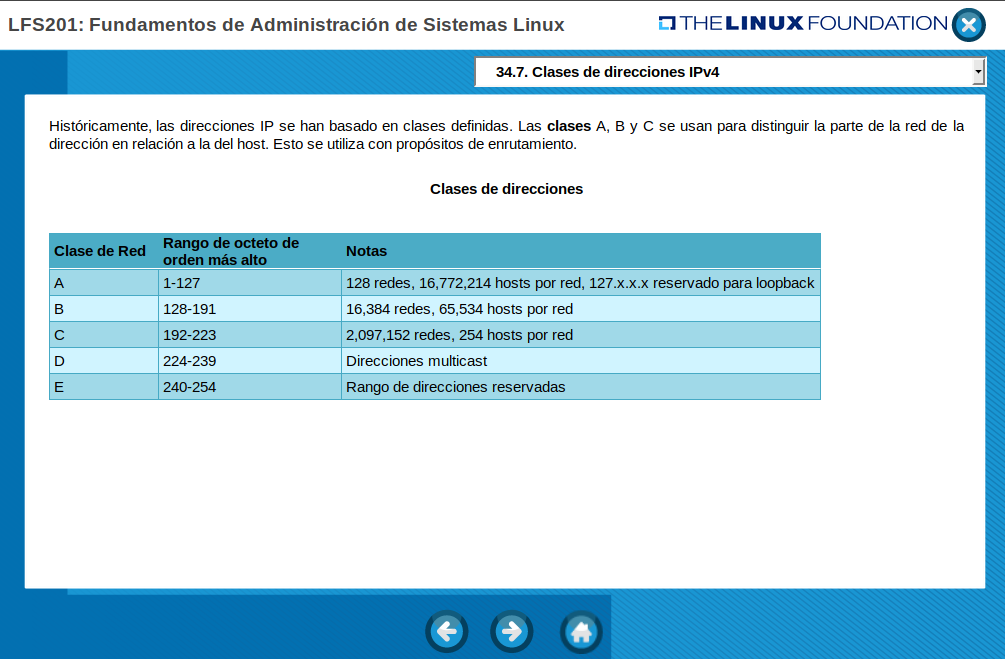 LFS201: Fundamentos de Administración de Sistemas Linux
THE LINUX FOUNDATION
34.7. Clases de direcciones IPv4
Históricamente, las direcciones IP se han basado en clases definidas. Las clases A, B y C se usan para distinguir la parte de la red de la
dirección en relación a la del host. Esto se utiliza con propósitos de enrutamiento.
Clases de direcciones
Clase de Red Rango de octeto de orden más alto Notas
A 1-127 128 redes, 16,772,214 hosts por red, 127.x.x.x reservado para loopback
B 128-191 16,384 redes, 65,534 hosts por red
C 192-223 2,097,152 redes, 254 hosts por red
D 224-239 Direcciones multicast
E 240-254 Rango de direcciones reservadas